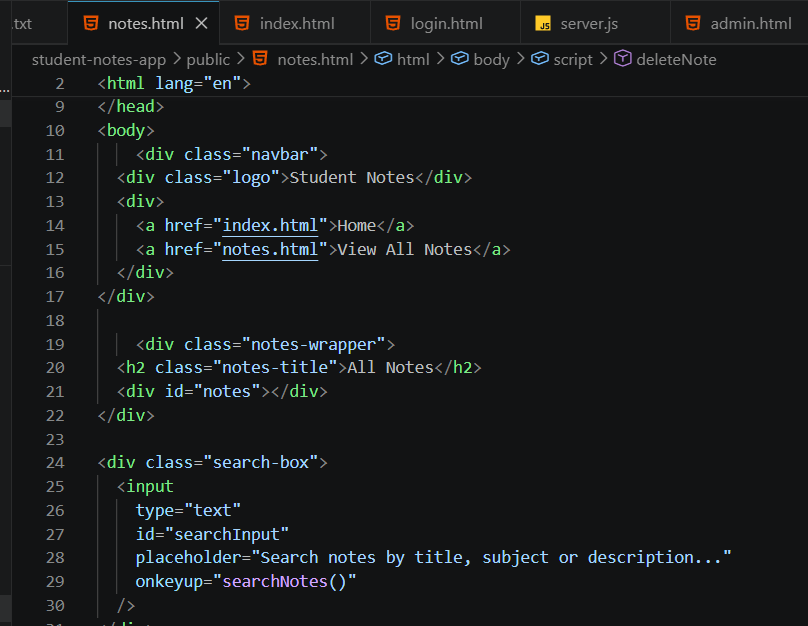 .txt notes.html index.html login.html server.js admin.html
student-notes-app > public > notes.html > html > body > script > deleteNote
2 <html lang="en">
9 </head>
10 <body>
11 <div class="navbar">
12 <div class="logo">Student Notes</div>
13 <div>
14 <a href="index.html">Home</a>
15 <a href="notes.html">View All Notes</a>
16 </div>
17 </div>
18
19 <div class="notes-wrapper">
20 <h2 class="notes-title">All Notes</h2>
21 <div id="notes"></div>
22 </div>
23
24 <div class="search-box">
25 <input
26 type="text"
27 id="searchInput"
28 placeholder="Search notes by title, subject or description..."
29 onkeyup="searchNotes()"
30 />